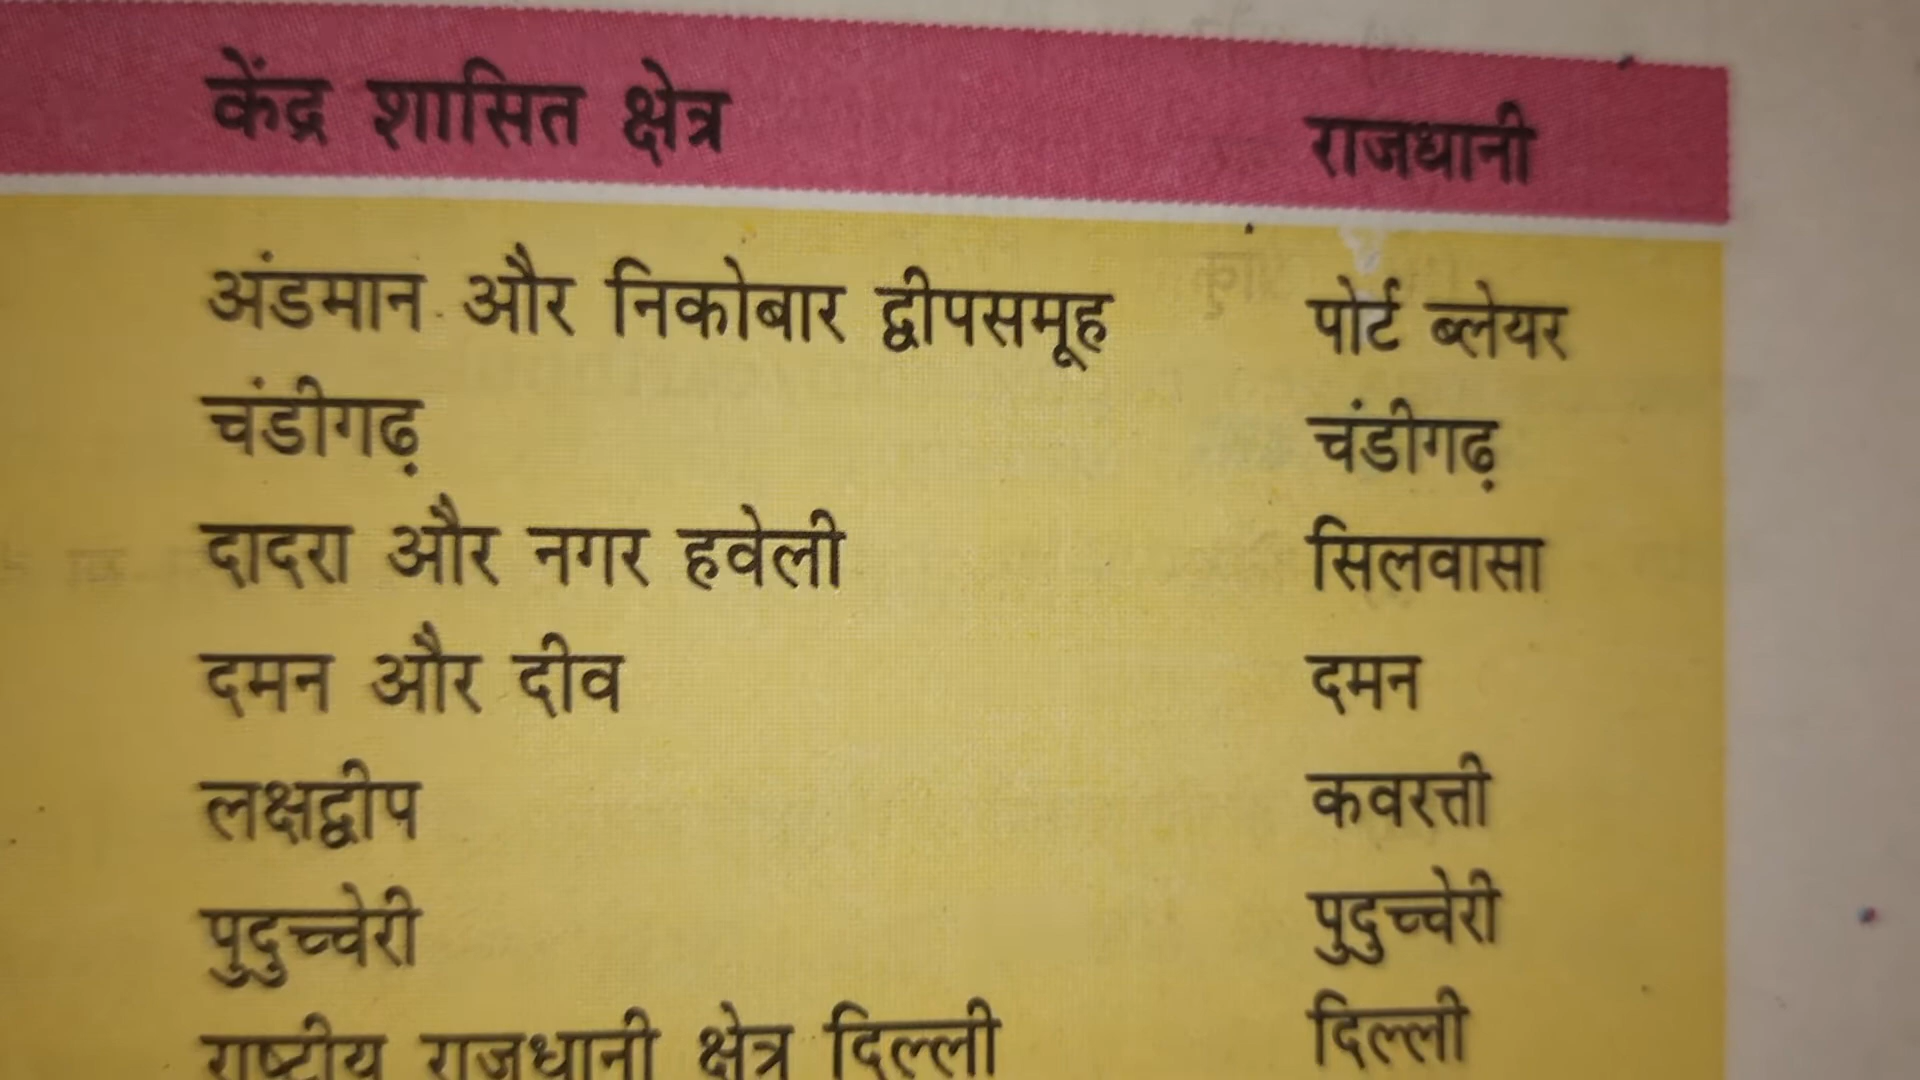 केंद्र शासित क्षेत्र राजधानी
अंडमान और निकोबार द्वीपसमूह पोर्ट ब्लेयर
चंडीगढ़ चंडीगढ़
दादरा और नगर हवेली सिलवासा
दमन और दीव दमन
लक्षद्वीप कवरत्ती
पुदुच्चेरी पुदुच्चेरी
राष्ट्रीय राजधानी क्षेत्र दिल्ली दिल्ली